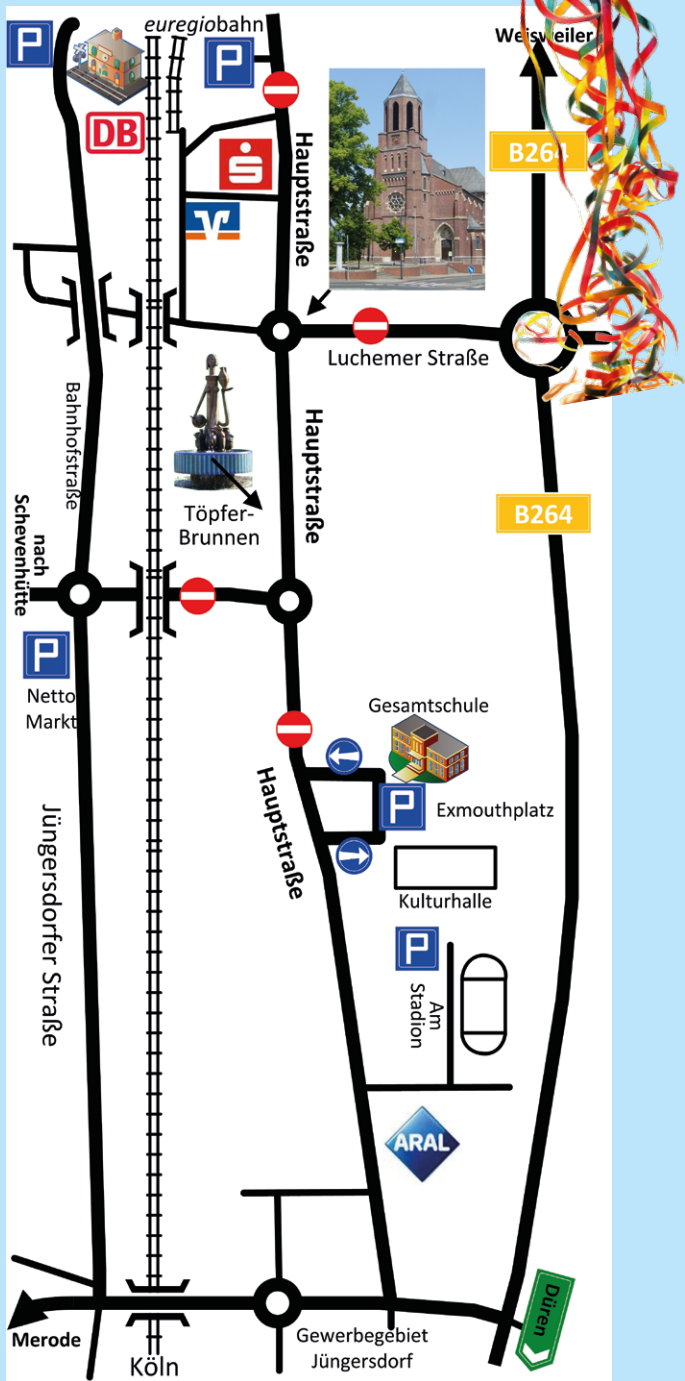 euregiobahn
Weisweiler
P
P
DB
B264
Hauptstraße
Luchemer Straße
Bahnhofstraße
Hauptstraße
Töpfer-
Brunnen
B264
nach
Schevenhütte
P
Netto
Markt
Gesamtschule
Hauptstraße
P
Exmouthplatz
Jüngersdorfer Straße
Kulturhalle
P
Am
Stadion
ARAL
Düren
Merode
Köln
Gewerbegebiet
Jüngersdorf